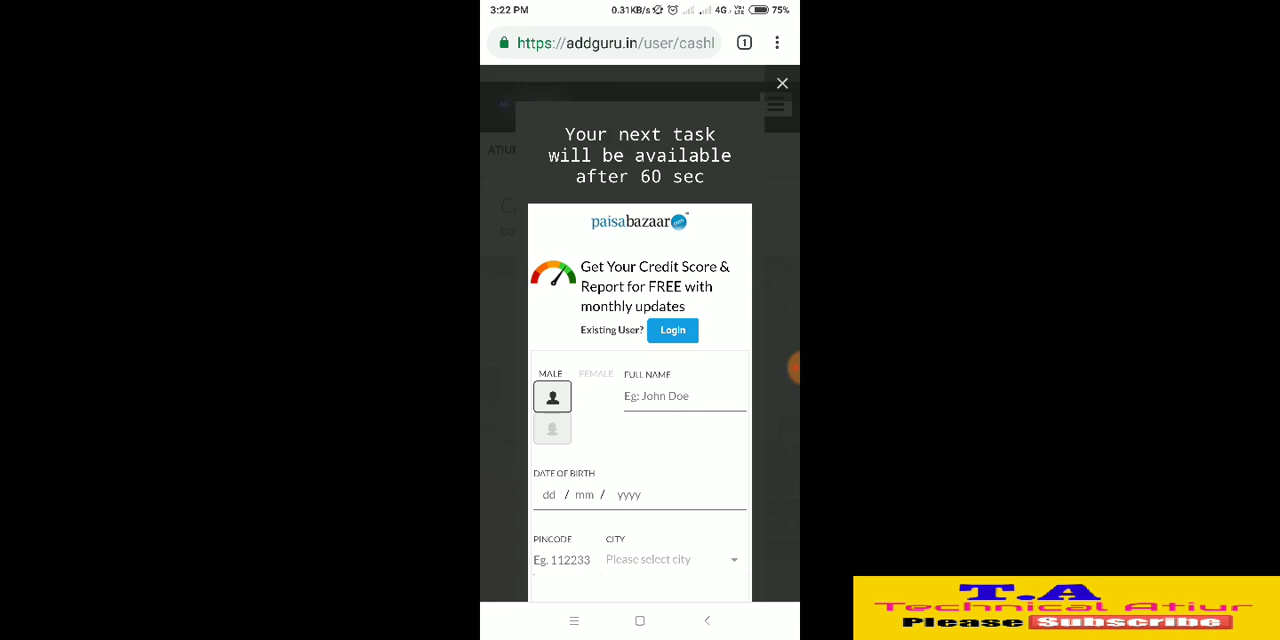 3:22 PM
0.31KB/s
4G
75%
https://addguru.in/user/cashl
1
Your next task
will be available
after 60 sec
paisabazaar.com
Get Your Credit Score &
Report for FREE with
monthly updates
Existing User? Login
MALE FEMALE FULL NAME
Eg: John Doe
DATE OF BIRTH
dd / mm / yyyy
PINCODE CITY
Eg. 112233 Please select city
T.A
Technical Atiur
Please Subscribe